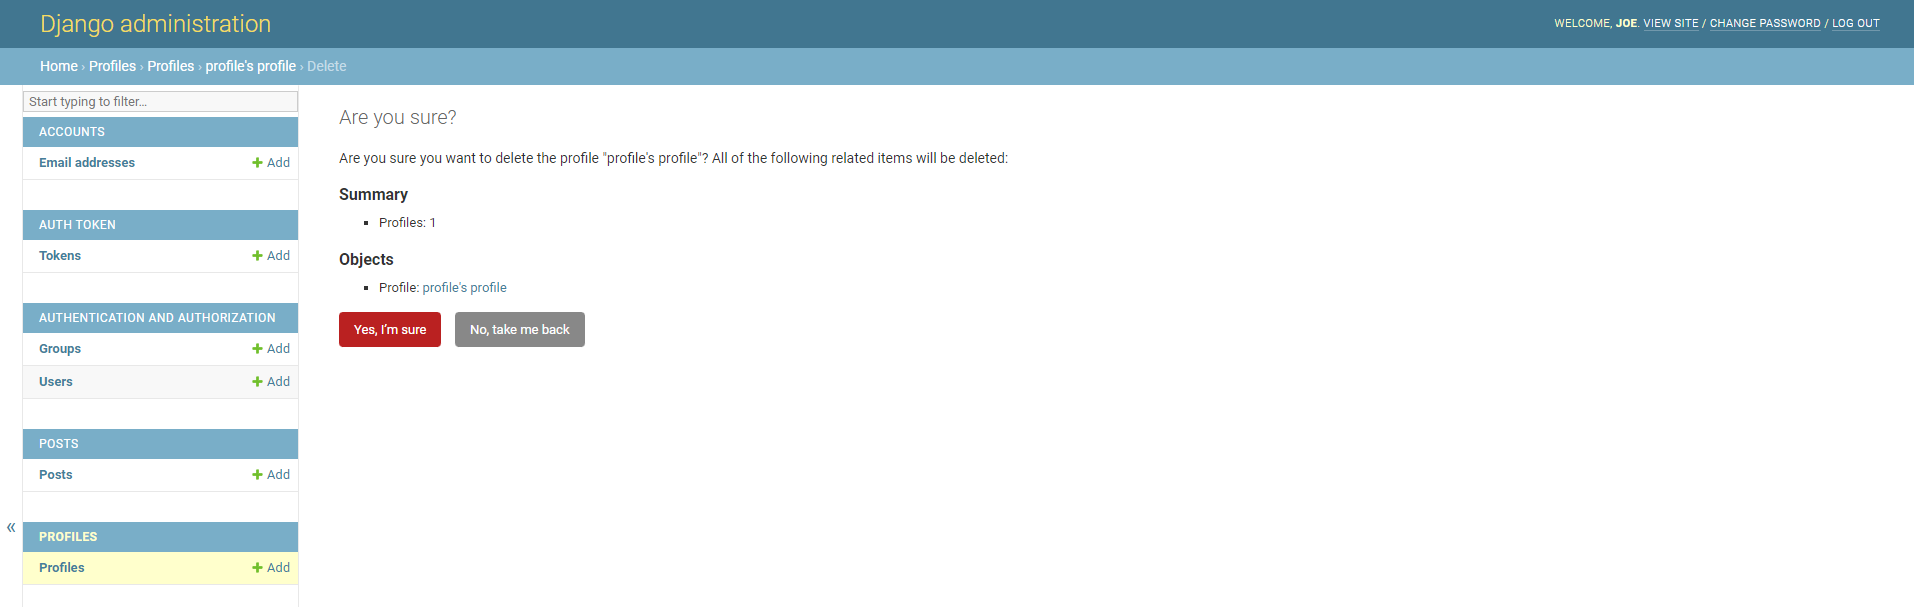 Django administration
WELCOME, JOE. VIEW SITE / CHANGE PASSWORD / LOG OUT
Home › Profiles › Profiles › profile's profile › Delete
Start typing to filter...
ACCOUNTS
Email addresses + Add
AUTH TOKEN
Tokens + Add
AUTHENTICATION AND AUTHORIZATION
Groups + Add
Users + Add
POSTS
Posts + Add
«
PROFILES
Profiles + Add
Are you sure?
Are you sure you want to delete the profile "profile's profile"? All of the following related items will be deleted:
Summary
▪ Profiles: 1
Objects
▪ Profile: profile's profile
Yes, I'm sure No, take me back